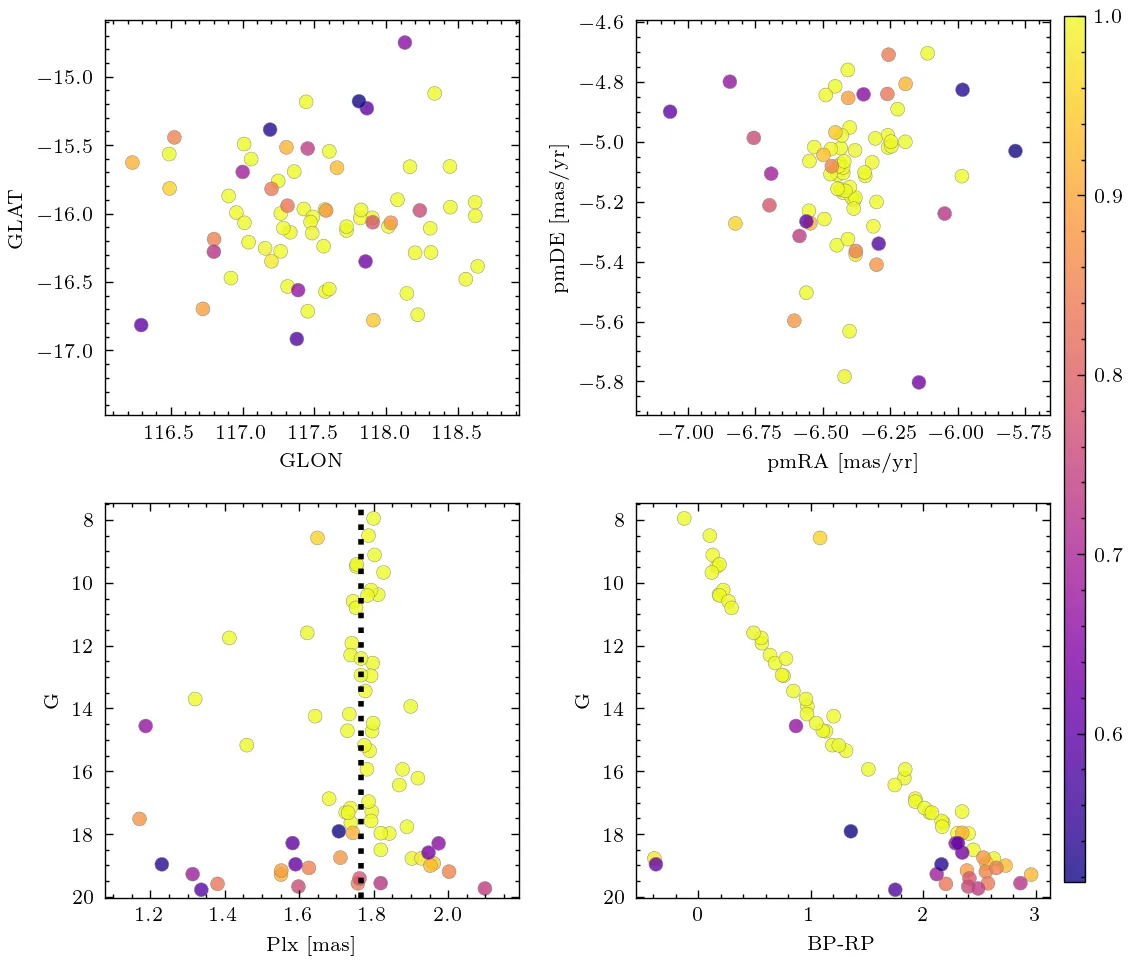 −15.0
−15.5
−16.0
−16.5
−17.0
GLAT
116.5 117.0 117.5 118.0 118.5
GLON
−4.6
−4.8
−5.0
−5.2
−5.4
−5.6
−5.8
pmDE [mas/yr]
−7.00 −6.75 −6.50 −6.25 −6.00 −5.75
pmRA [mas/yr]
1.0
0.9
0.8
0.7
0.6
8
10
12
14
16
18
20
G
1.2 1.4 1.6 1.8 2.0
Plx [mas]
8
10
12
14
16
18
20
G
0 1 2 3
BP-RP